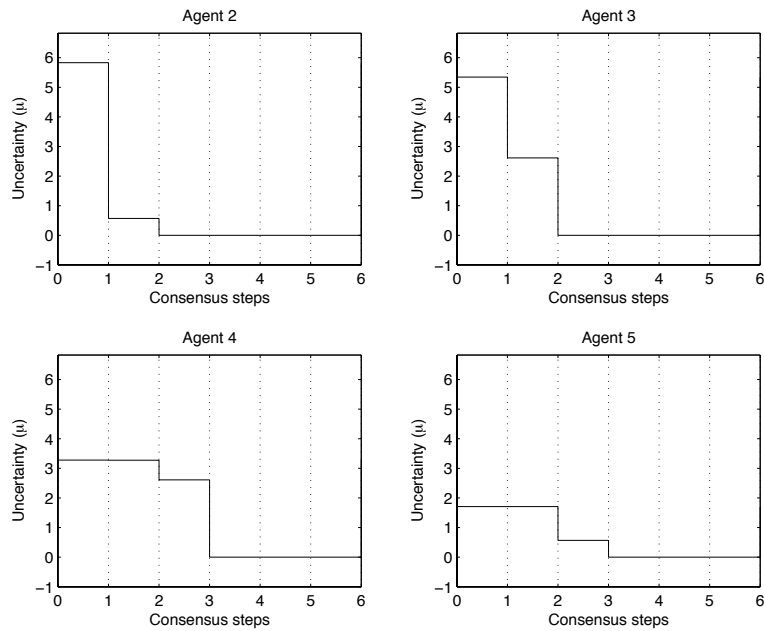 Agent 2
Uncertainty (μ)
6
5
4
3
2
1
0
−1
0 1 2 3 4 5 6
Consensus steps
Agent 3
Uncertainty (μ)
6
5
4
3
2
1
0
−1
0 1 2 3 4 5 6
Consensus steps
Agent 4
Uncertainty (μ)
6
5
4
3
2
1
0
−1
0 1 2 3 4 5 6
Consensus steps
Agent 5
Uncertainty (μ)
6
5
4
3
2
1
0
−1
0 1 2 3 4 5 6
Consensus steps